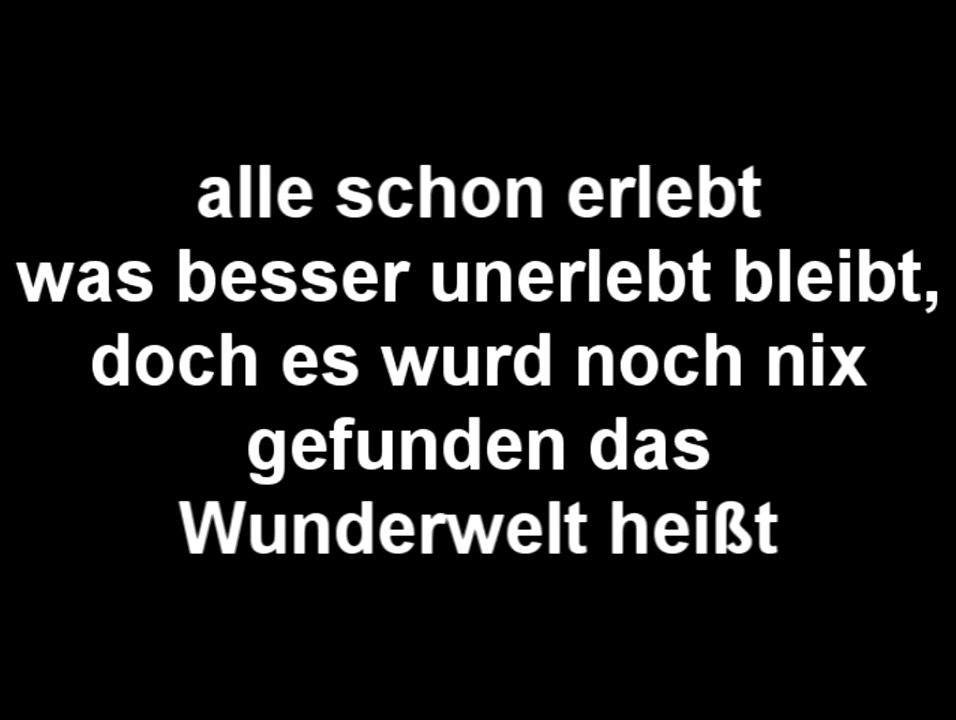 alle schon erlebt
was besser unerlebt bleibt,
doch es wurd noch nix
gefunden das
Wunderwelt heißt